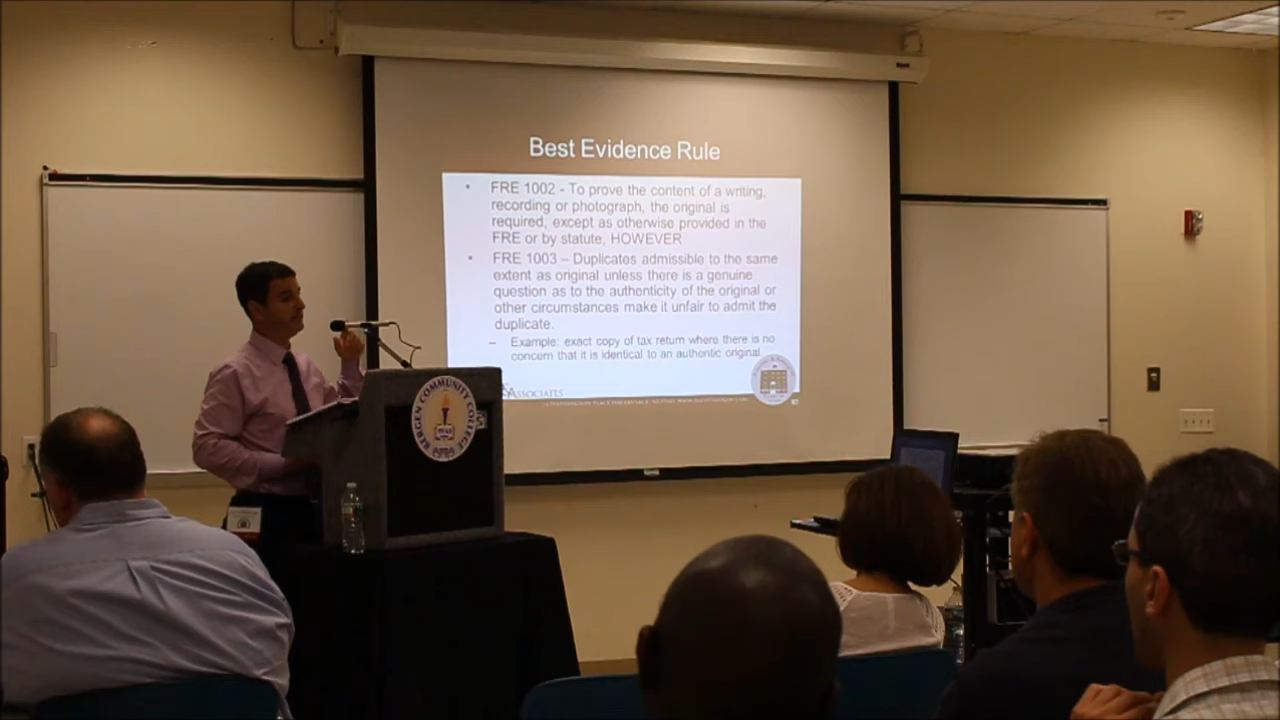 Best Evidence Rule
• FRE 1002 - To prove the content of a writing,
recording or photograph, the original is
required, except as otherwise provided in the
FRE or by statute, HOWEVER
• FRE 1003 – Duplicates admissible to the same
extent as original unless there is a genuine
question as to the authenticity of the original or
other circumstances make it unfair to admit the
duplicate.
– Example: exact copy of tax return where there is no
concern that it is identical to an authentic original
ASSOCIATES
BERGEN COMMUNITY COLLEGE